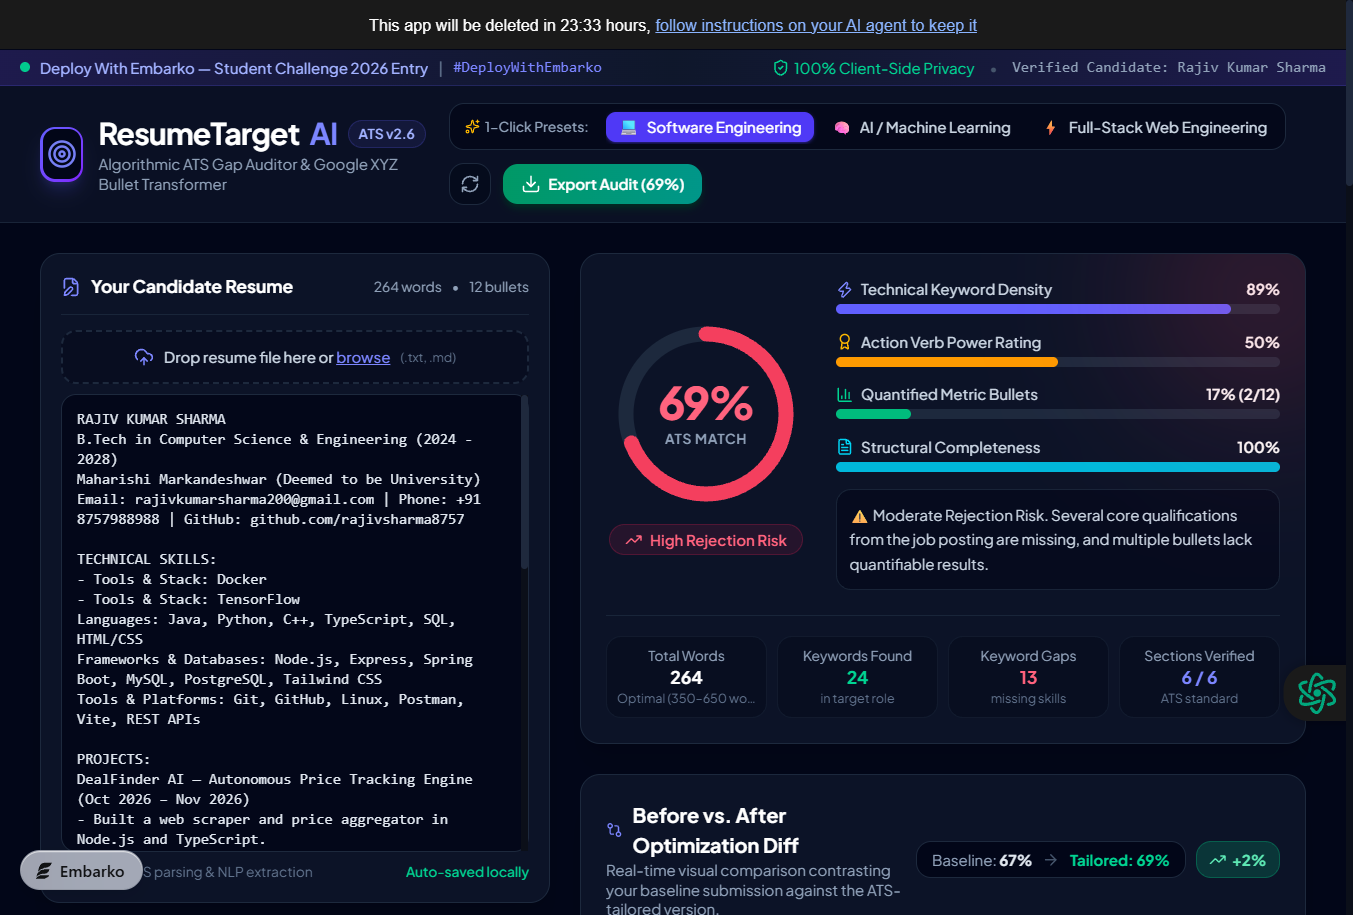 This app will be deleted in 23:33 hours, follow instructions on your AI agent to keep it
Deploy With Embarko — Student Challenge 2026 Entry | #DeployWithEmbarko
100% Client-Side Privacy • Verified Candidate: Rajiv Kumar Sharma
ResumeTarget AI ATS v2.6
Algorithmic ATS Gap Auditor & Google XYZ
Bullet Transformer
1-Click Presets: Software Engineering AI / Machine Learning Full-Stack Web Engineering
Export Audit (69%)
Your Candidate Resume 264 words • 12 bullets
Drop resume file here or browse (.txt, .md)
RAJIV KUMAR SHARMA
B.Tech in Computer Science & Engineering (2024 -
2028)
Maharishi Markandeshwar (Deemed to be University)
Email: rajivkumarsharma200@gmail.com | Phone: +91
8757988988 | GitHub: github.com/rajivsharma8757
TECHNICAL SKILLS:
- Tools & Stack: Docker
- Tools & Stack: TensorFlow
Languages: Java, Python, C++, TypeScript, SQL,
HTML/CSS
Frameworks & Databases: Node.js, Express, Spring
Boot, MySQL, PostgreSQL, Tailwind CSS
Tools & Platforms: Git, GitHub, Linux, Postman,
Vite, REST APIs
PROJECTS:
DealFinder AI — Autonomous Price Tracking Engine
(Oct 2026 – Nov 2026)
- Built a web scraper and price aggregator in
Node.js and TypeScript.
Embarko
S parsing & NLP extraction Auto-saved locally
69%
ATS MATCH
High Rejection Risk
Technical Keyword Density 89%
Action Verb Power Rating 50%
Quantified Metric Bullets 17% (2/12)
Structural Completeness 100%
Moderate Rejection Risk. Several core qualifications
from the job posting are missing, and multiple bullets lack
quantifiable results.
Total Words
264
Optimal (350–650 wo...
Keywords Found
24
in target role
Keyword Gaps
13
missing skills
Sections Verified
6 / 6
ATS standard
Before vs. After
Optimization Diff
Real-time visual comparison contrasting
your baseline submission against the ATS-
tailored version.
Baseline: 67% → Tailored: 69%
+2%